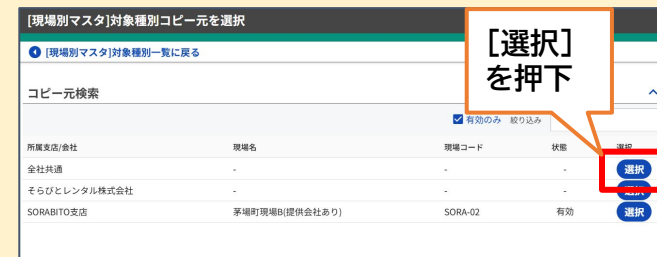 [現場別マスタ]対象種別コピー元を選択
[現場別マスタ]対象種別一覧に戻る
[選択]
を押下
コピー元検索
有効のみ 絞り込み
所属支店/会社 現場名 現場コード 状態 選択
全社共通 - - - 選択
そらびとレンタル株式会社 - - - 選択
SORABITO支店 茅場町現場B(提供会社あり) SORA-02 有効 選択